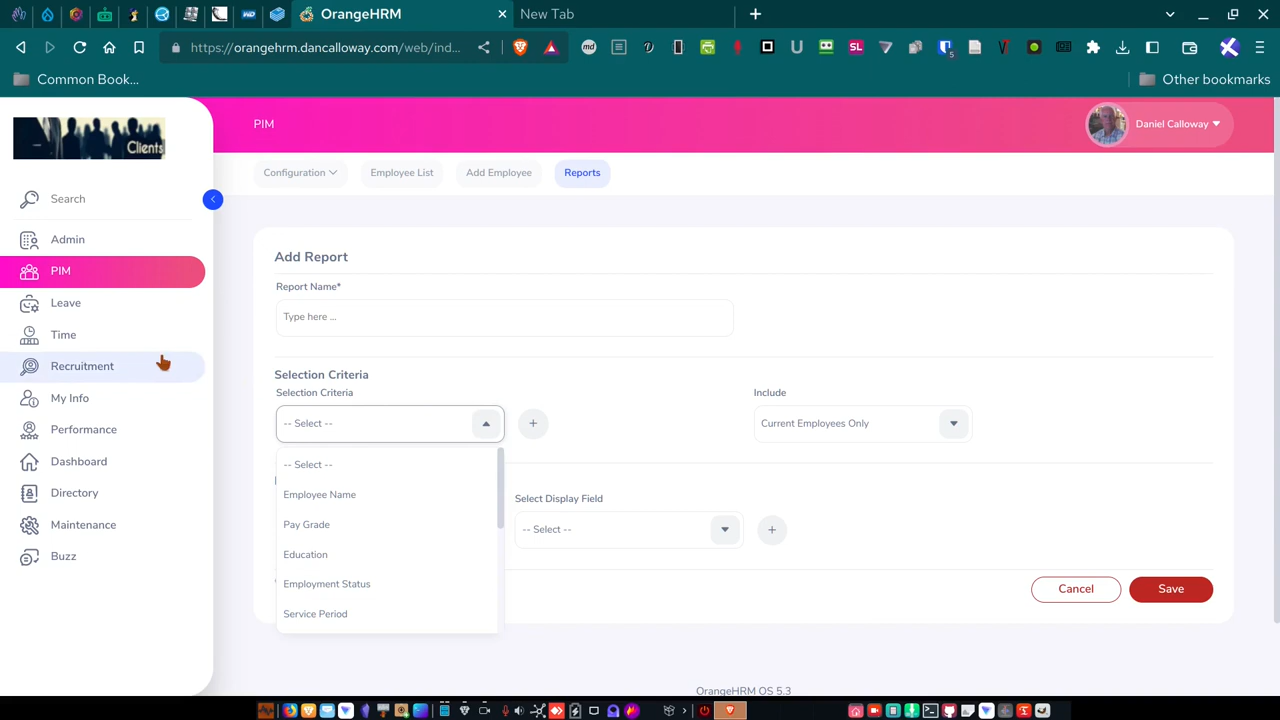 OrangeHRM
New Tab
https://orangehrm.dancalloway.com/web/ind...
Common Book...
Other bookmarks
Clients
PIM
Daniel Calloway
Configuration
Employee List
Add Employee
Reports
Search
Admin
PIM
Leave
Time
Recruitment
My Info
Performance
Dashboard
Directory
Maintenance
Buzz
Add Report
Report Name*
Type here ...
Selection Criteria
Selection Criteria
Include
-- Select --
+
Current Employees Only
-- Select --
Employee Name
Pay Grade
Education
Employment Status
Service Period
Select Display Field
-- Select --
+
Cancel
Save
OrangeHRM OS 5.3